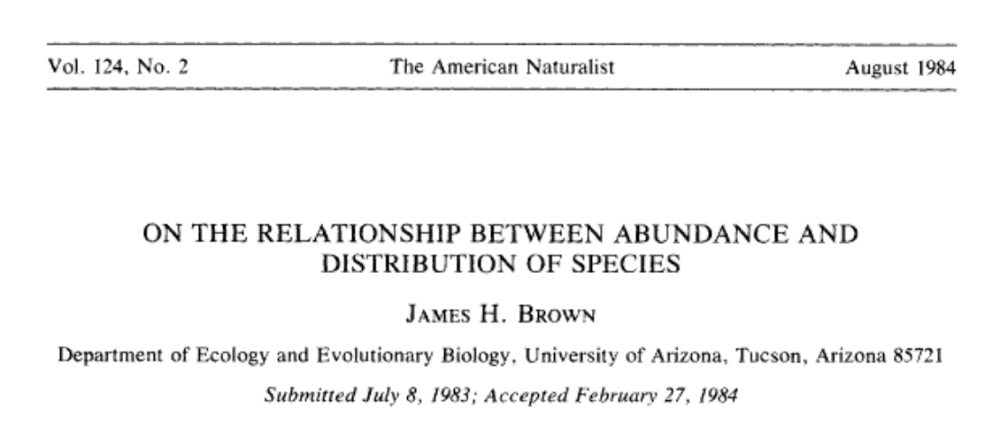 Vol. 124, No. 2 The American Naturalist August 1984
ON THE RELATIONSHIP BETWEEN ABUNDANCE AND
DISTRIBUTION OF SPECIES
JAMES H. BROWN
Department of Ecology and Evolutionary Biology, University of Arizona, Tucson, Arizona 85721
Submitted July 8, 1983; Accepted February 27, 1984